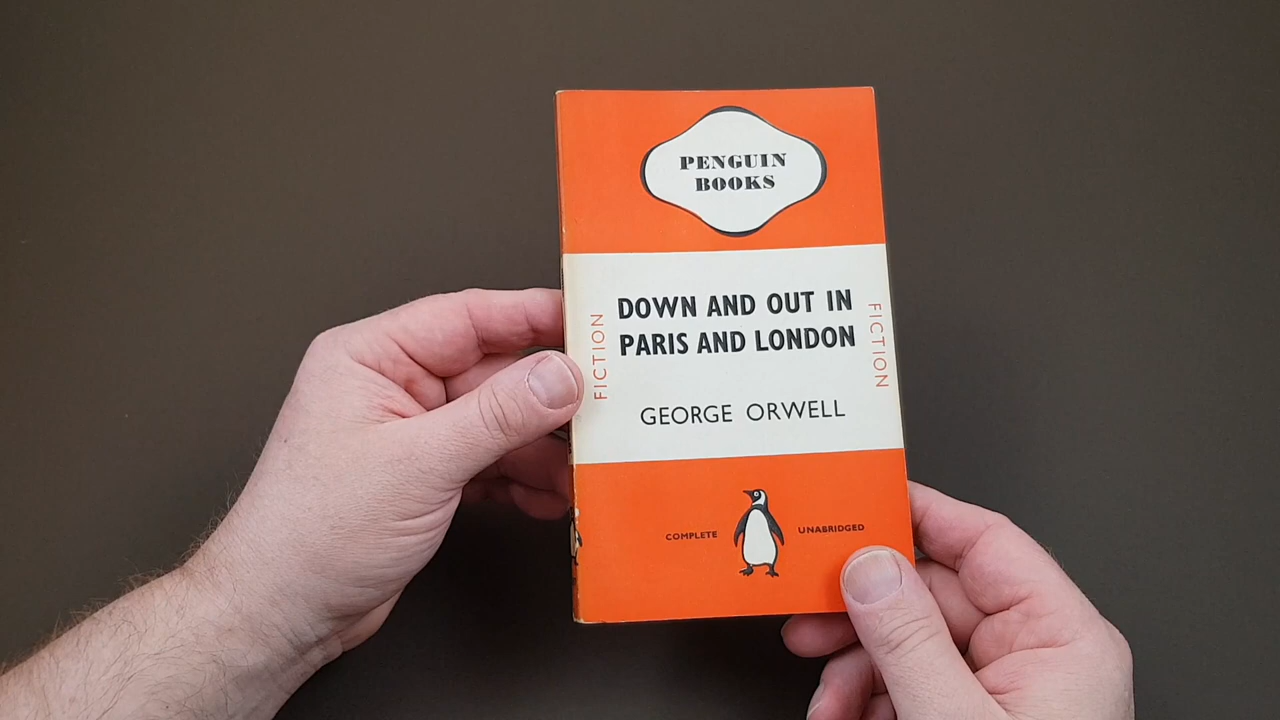 PENGUIN
BOOKS
DOWN AND OUT IN
PARIS AND LONDON
FICTION
FICTION
GEORGE ORWELL
COMPLETE
UNABRIDGED